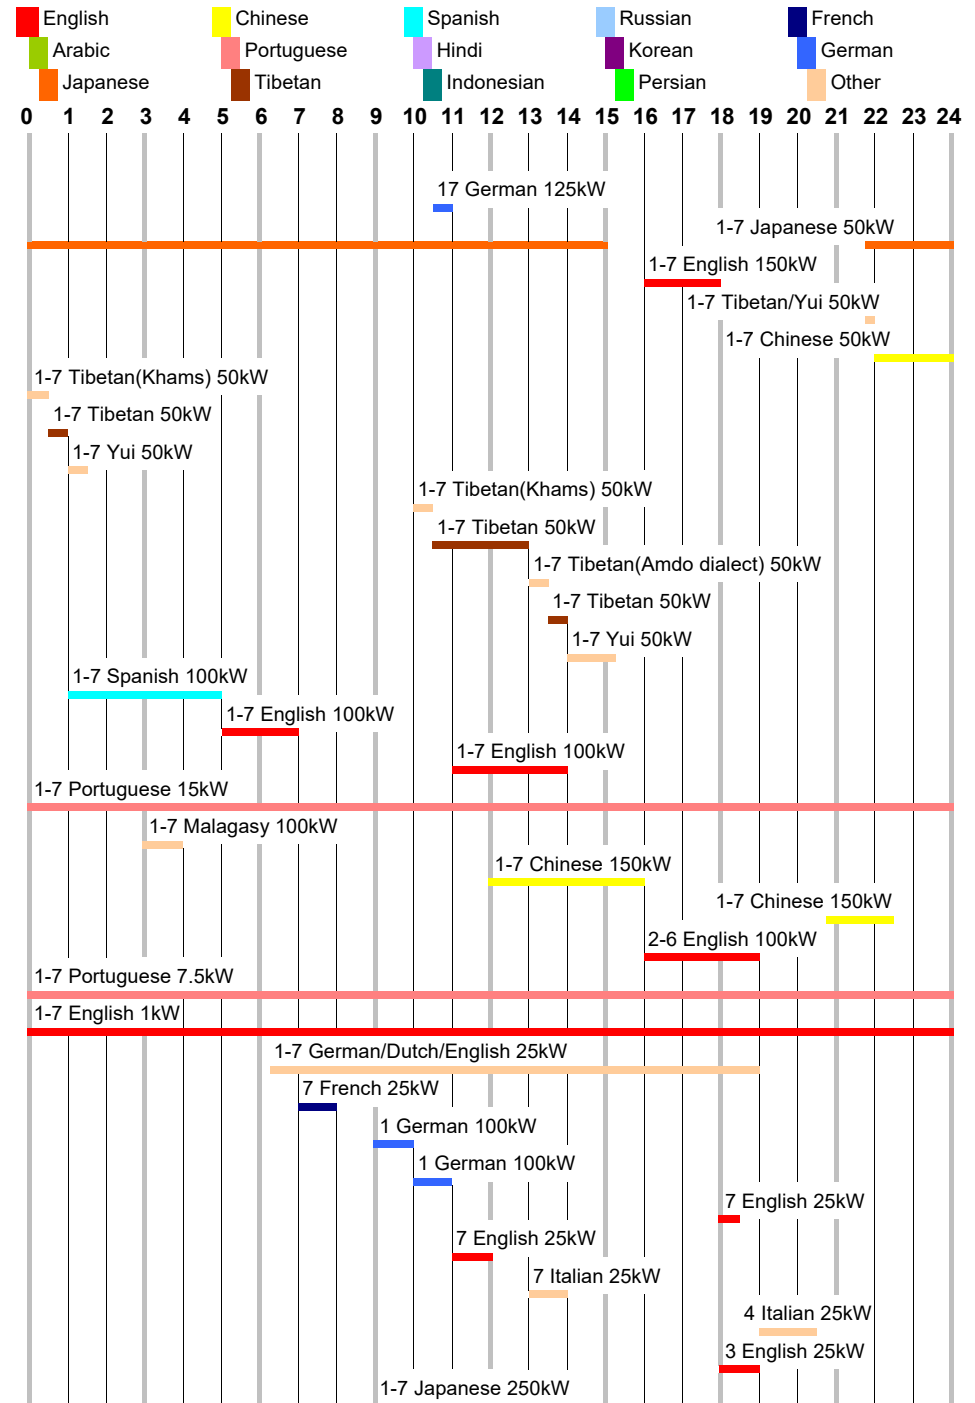 English Chinese Spanish Russian French
Arabic Portuguese Hindi Korean German
Japanese Tibetan Indonesian Persian Other
0 1 2 3 4 5 6 7 8 9 10 11 12 13 14 15 16 17 18 19 20 21 22 23 24
17 German 125kW
1-7 Japanese 50kW
1-7 English 150kW
1-7 Tibetan/Yui 50kW
1-7 Chinese 50kW
1-7 Tibetan(Khams) 50kW
1-7 Tibetan 50kW
1-7 Yui 50kW
1-7 Tibetan(Khams) 50kW
1-7 Tibetan 50kW
1-7 Tibetan(Amdo dialect) 50kW
1-7 Tibetan 50kW
1-7 Yui 50kW
1-7 Spanish 100kW
1-7 English 100kW
1-7 English 100kW
1-7 Portuguese 15kW
1-7 Malagasy 100kW
1-7 Chinese 150kW
1-7 Chinese 150kW
2-6 English 100kW
1-7 Portuguese 7.5kW
1-7 English 1kW
1-7 German/Dutch/English 25kW
7 French 25kW
1 German 100kW
1 German 100kW
7 English 25kW
7 English 25kW
7 Italian 25kW
4 Italian 25kW
3 English 25kW
1-7 Japanese 250kW